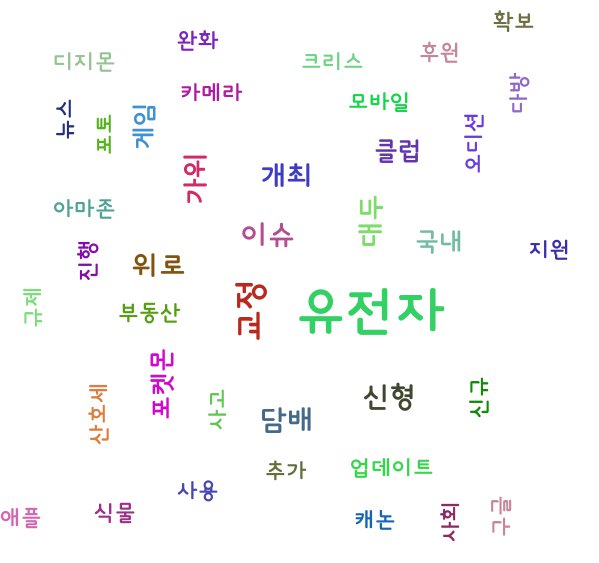 확보
완화
후원
디지몬
크리스
카메라
다방
모바일
뉴스
포토
게임
오디션
클럽
가위
개최
아마존
대바
이슈
국내
지원
진행
위로
규제
부동산
교정
유전자
포켓몬
산호세
사고
신형
신규
담배
추가
업데이트
사용
애플
식물
캐논
사회
구글